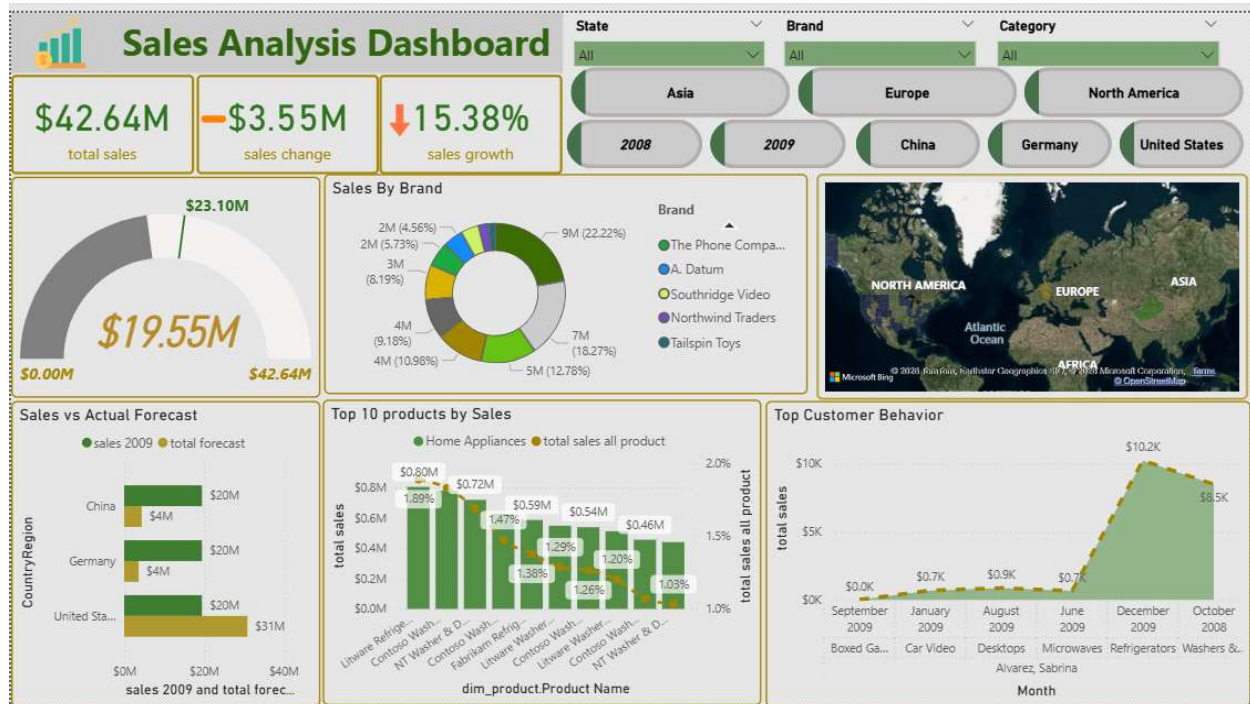 Sales Analysis Dashboard
State
Brand
Category
All
All
All
Asia
Europe
North America
2008
2009
China
Germany
United States
$42.64M
total sales
-$3.55M
sales change
15.38%
sales growth
$23.10M
$19.55M
$0.00M
$42.64M
Sales By Brand
9M (22.22%)
7M
(18.27%)
5M (12.78%)
4M (10.98%)
4M
(9.18%)
3M
(8.19%)
2M (5.73%)
2M (4.56%)
Brand
The Phone Compa...
A. Datum
Southridge Video
Northwind Traders
Tailspin Toys
NORTH AMERICA
EUROPE
ASIA
Atlantic
Ocean
AFRICA
Microsoft Bing
Microsoft Corporation, Terms
© OpenStreetMap
Sales vs Actual Forecast
sales 2009
total forecast
CountryRegion
China
$20M
$4M
Germany
$20M
$4M
United Sta...
$20M
$31M
$0M
$20M
$40M
sales 2009 and total forec...
Top 10 products by Sales
Home Appliances
total sales all product
total sales
$0.8M
$0.6M
$0.4M
$0.2M
$0.0M
$0.80M
$0.72M
$0.59M
$0.54M
$0.46M
1.89%
1.47%
1.38%
1.29%
1.26%
1.20%
1.03%
2.0%
1.5%
1.0%
total sales all product
Litware Refrige...
Contoso Wash...
NT Washer & D...
Contoso Wash...
Fabrikam Refrig...
Litware Washer...
Contoso Wash...
Litware Washer...
Contoso Wash...
NT Washer & D...
dim_product.Product Name
Top Customer Behavior
total sales
$10K
$5K
$0K
$0.0K
$0.7K
$0.9K
$0.7K
$10.2K
$8.5K
September
2009
January
2009
August
2009
June
2009
December
2009
October
2008
Boxed Ga...
Car Video
Desktops
Microwaves
Refrigerators
Washers &...
Alvarez, Sabrina
Month